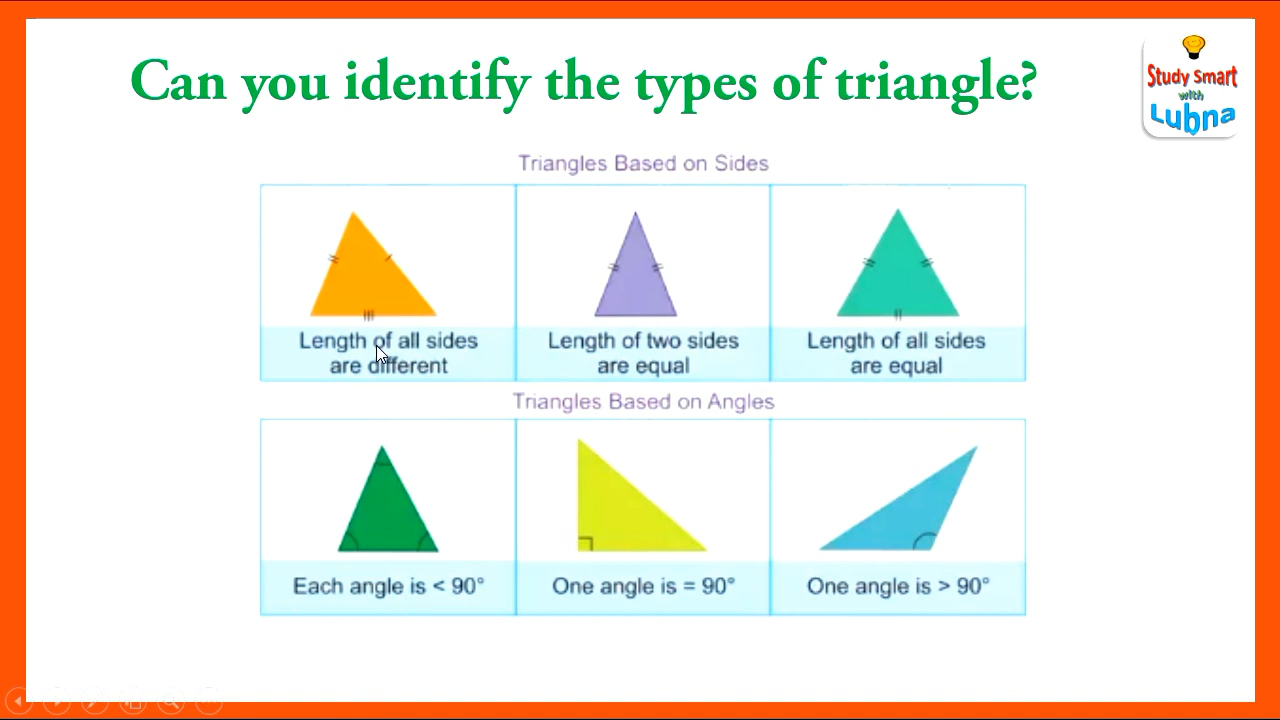 Can you identify the types of triangle?
Study Smart
with
Lubna
Triangles Based on Sides
Length of all sides
are different
Length of two sides
are equal
Length of all sides
are equal
Triangles Based on Angles
Each angle is < 90°
One angle is = 90°
One angle is > 90°